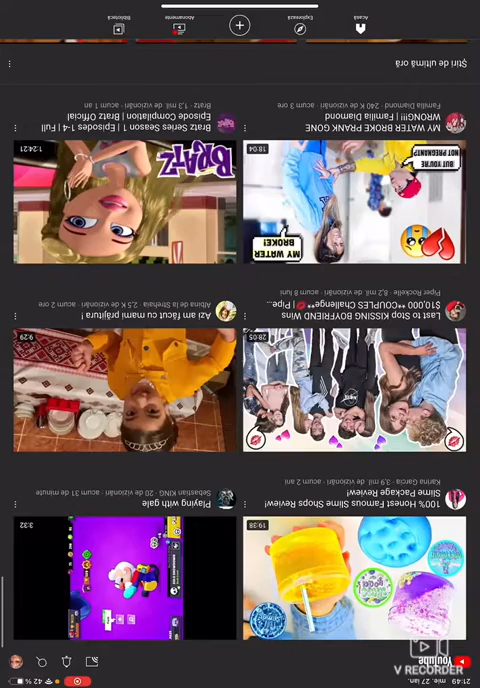 21:49 mie. 27 ian.
42 %
YouTube
V RECORDER
19:38
3:32
100% Honest Famous Slime Shops Review!
Slime Package Review!
Karina Garcia · 3,9 mil. de vizionări · acum 2 ani
Playing with gale
Sebastian KING · 20 de vizionări · acum 31 de minute
28:05
9:29
Last to Stop KISSING BOYFRIEND Wins
$10,000 **COUPLES Challenge**💋| Pipe...
Piper Rockelle · 8,2 mil. de vizionări · acum 8 luni
Azi am făcut cu mami prăjitură !
Albina de la Strehaia · 2,5 K de vizionări · acum 2 ore
MY WATER
BROKE!
BUT YOU'RE
NOT PREGNANT?
18:04
BRATZ
1:24:21
MY WATER BROKE PRANK GONE
WRONG!!! | Familia Diamond
Familia Diamond · 240 K de vizionări · acum 3 ore
Bratz Series Season 1 | Episodes 1-4 | Full
Episode Compilation | Bratz Official
Bratz · 1,3 mil. de vizionări · acum 1 an
Știri de ultimă oră
Acasă
Explorează
Abonamente
Bibliotecă